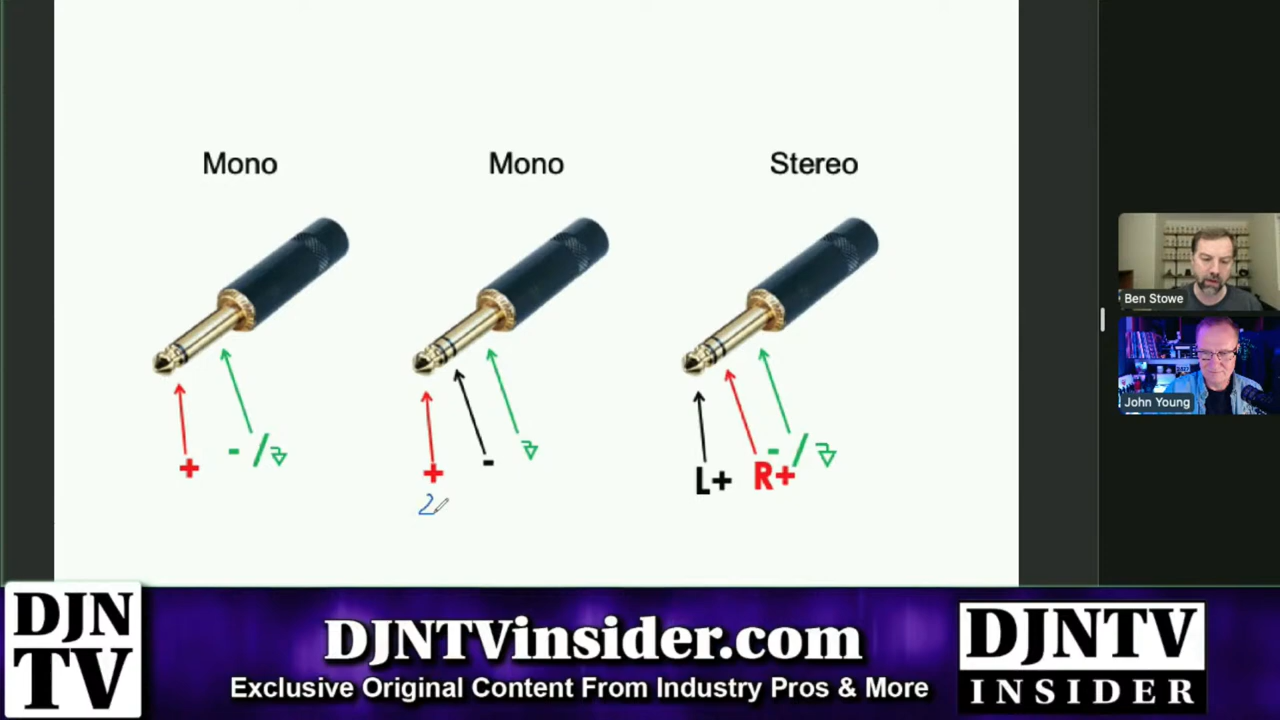 Mono
Mono
Stereo
+
- /
+
-
2
L+
R+
- /
Ben Stowe
John Young
DJN
TV
DJNTVinsider.com
Exclusive Original Content From Industry Pros & More
DJNTV
INSIDER